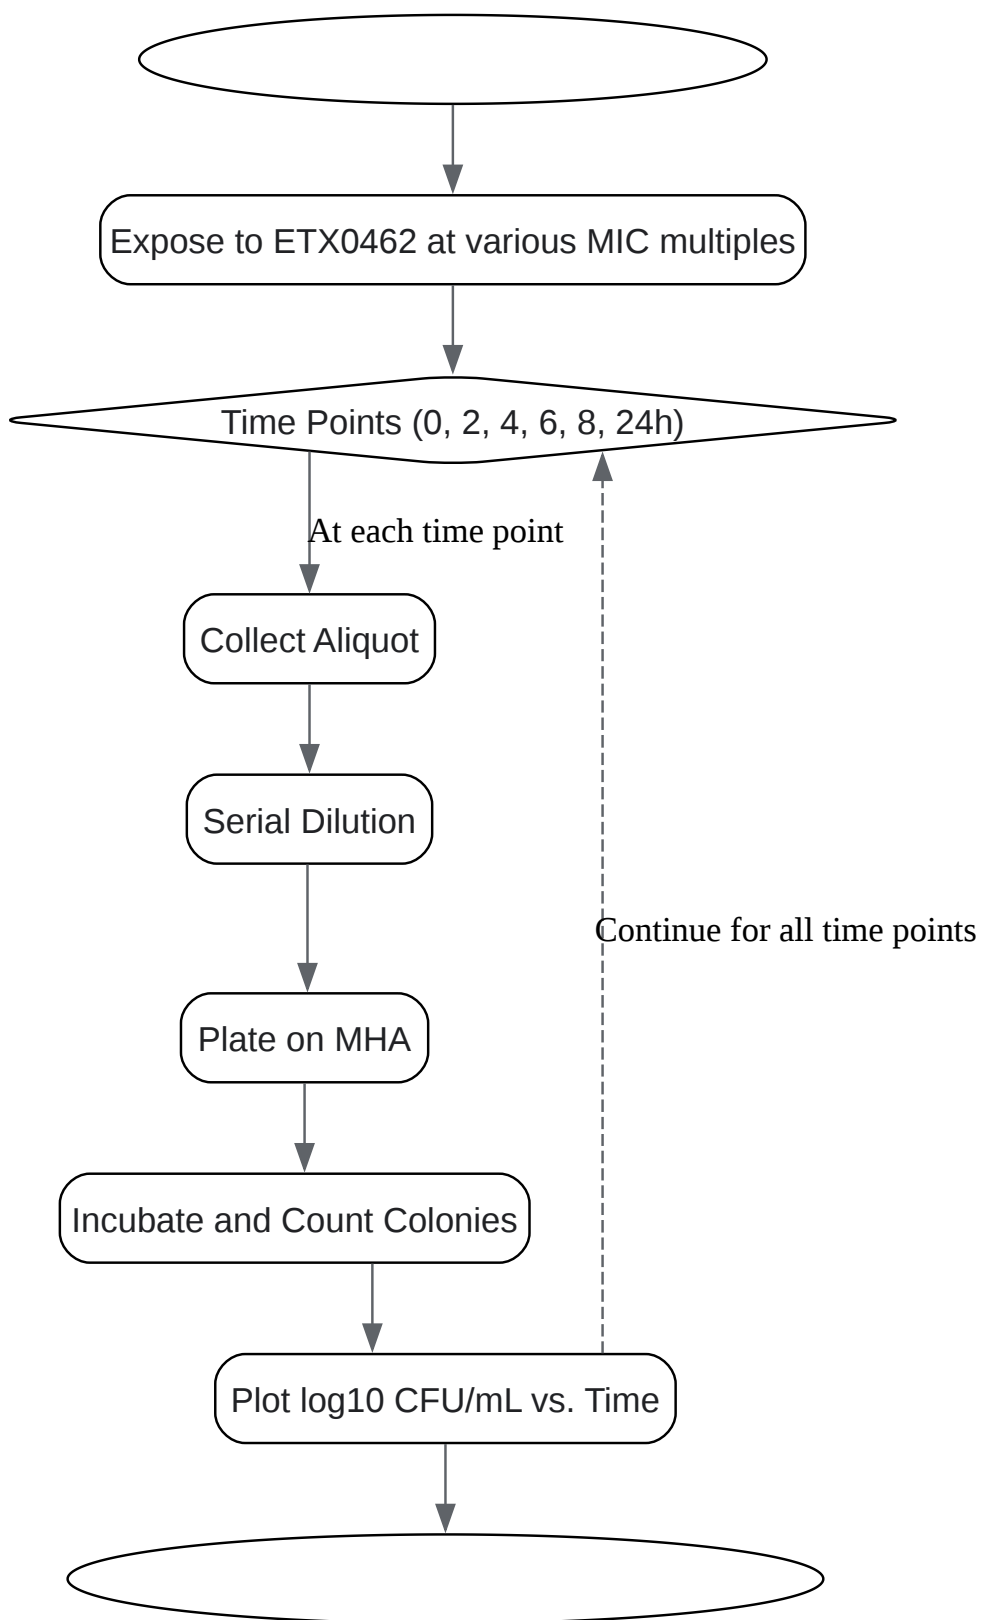 Expose to ETX0462 at various MIC multiples
Time Points (0, 2, 4, 6, 8, 24h)
At each time point
Collect Aliquot
Serial Dilution
Continue for all time points
Plate on MHA
Incubate and Count Colonies
Plot log10 CFU/mL vs. Time